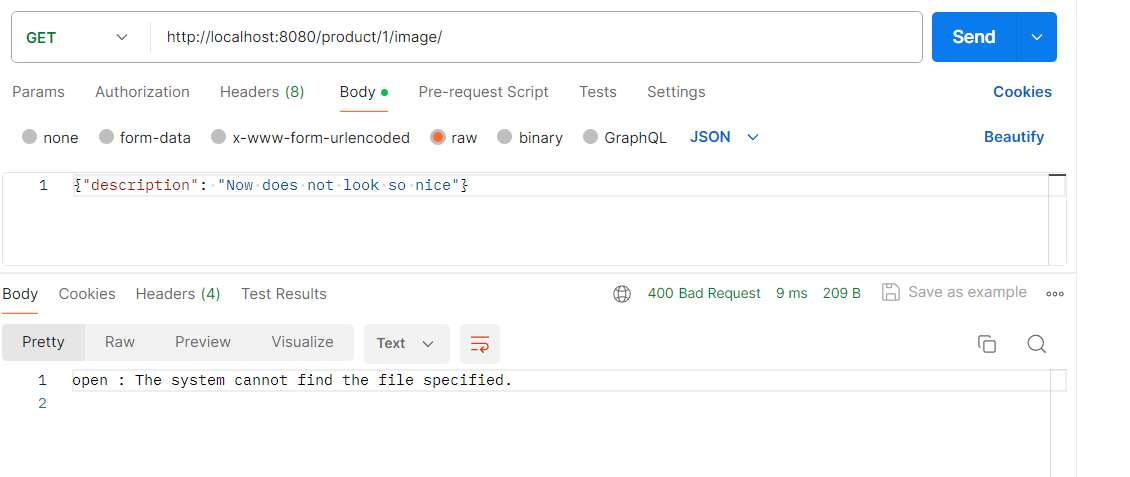 GET http://localhost:8080/product/1/image/ Send
Params Authorization Headers (8) Body Pre-request Script Tests Settings Cookies
none form-data x-www-form-urlencoded raw binary GraphQL JSON Beautify
1 {"description": "Now does not look so nice"}
Body Cookies Headers (4) Test Results 400 Bad Request 9 ms 209 B Save as example
Pretty Raw Preview Visualize Text
1 open : The system cannot find the file specified.
2